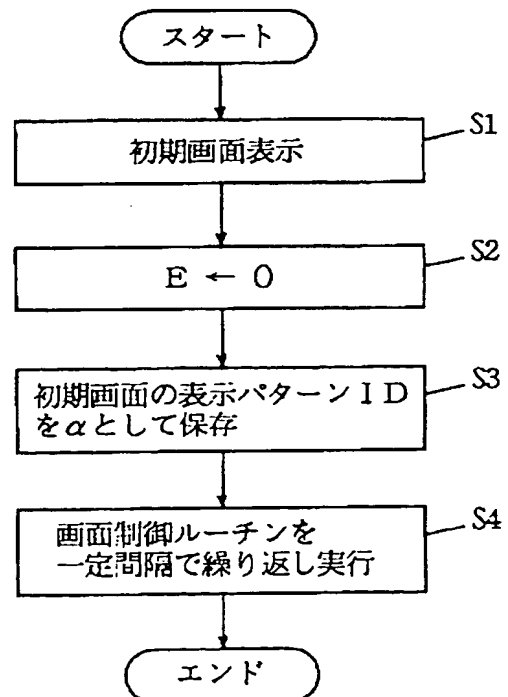 スタート
S1
初期画面表示
S2
E ← 0
S3
初期画面の表示パターンＩＤ
をαとして保存
S4
画面制御ルーチンを
一定間隔で繰り返し実行
エンド